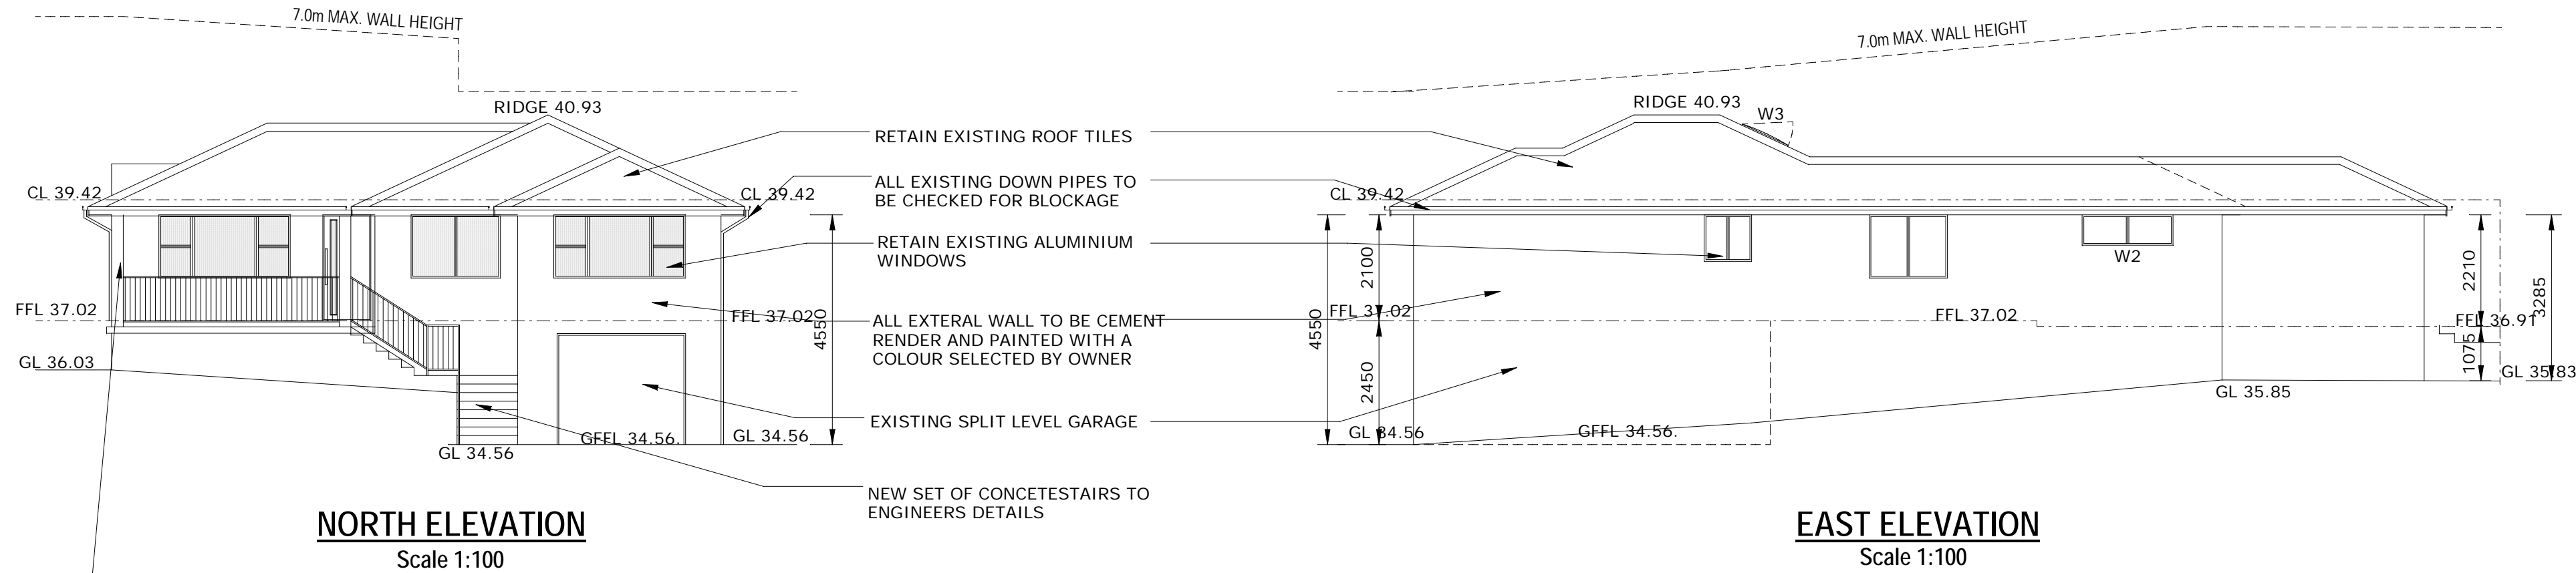 7.0m MAX. WALL HEIGHT
RIDGE 40.93
CL 39.42
CL 39.42
FFL 37.02
FFL 37.02
4550
GL 36.03
GFFL 34.56.
GL 34.56
GL 34.56
NORTH ELEVATION
Scale 1:100
RETAIN EXISTING ROOF TILES
ALL EXISTING DOWN PIPES TO
BE CHECKED FOR BLOCKAGE
RETAIN EXISTING ALUMINIUM
WINDOWS
ALL EXTERAL WALL TO BE CEMENT
RENDER AND PAINTED WITH A
COLOUR SELECTED BY OWNER
EXISTING SPLIT LEVEL GARAGE
NEW SET OF CONCETESTAIRS TO
ENGINEERS DETAILS
7.0m MAX. WALL HEIGHT
RIDGE 40.93
W3
CL 39.42
2100
W2
2210
3285
FFL 37.02
FFL 37.02
FFL 36.91
4550
2450
1075
GL 35.83
GL 35.85
GL 34.56
GFFL 34.56.
EAST ELEVATION
Scale 1:100